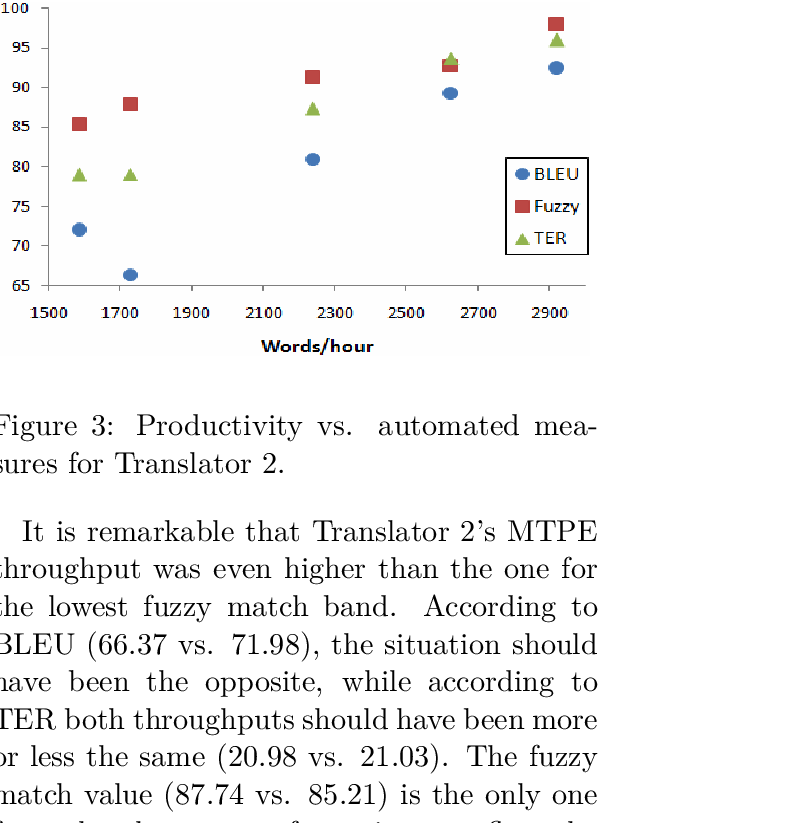 100
95
90
85
80
75
70
65
BLEU
Fuzzy
TER
1500 1700 1900 2100 2300 2500 2700 2900
Words/hour
Figure 3: Productivity vs. automated mea-
sures for Translator 2.
It is remarkable that Translator 2's MTPE
throughput was even higher than the one for
the lowest fuzzy match band. According to
BLEU (66.37 vs. 71.98), the situation should
have been the opposite, while according to
TER both throughputs should have been more
or less the same (20.98 vs. 21.03). The fuzzy
match value (87.74 vs. 85.21) is the only one